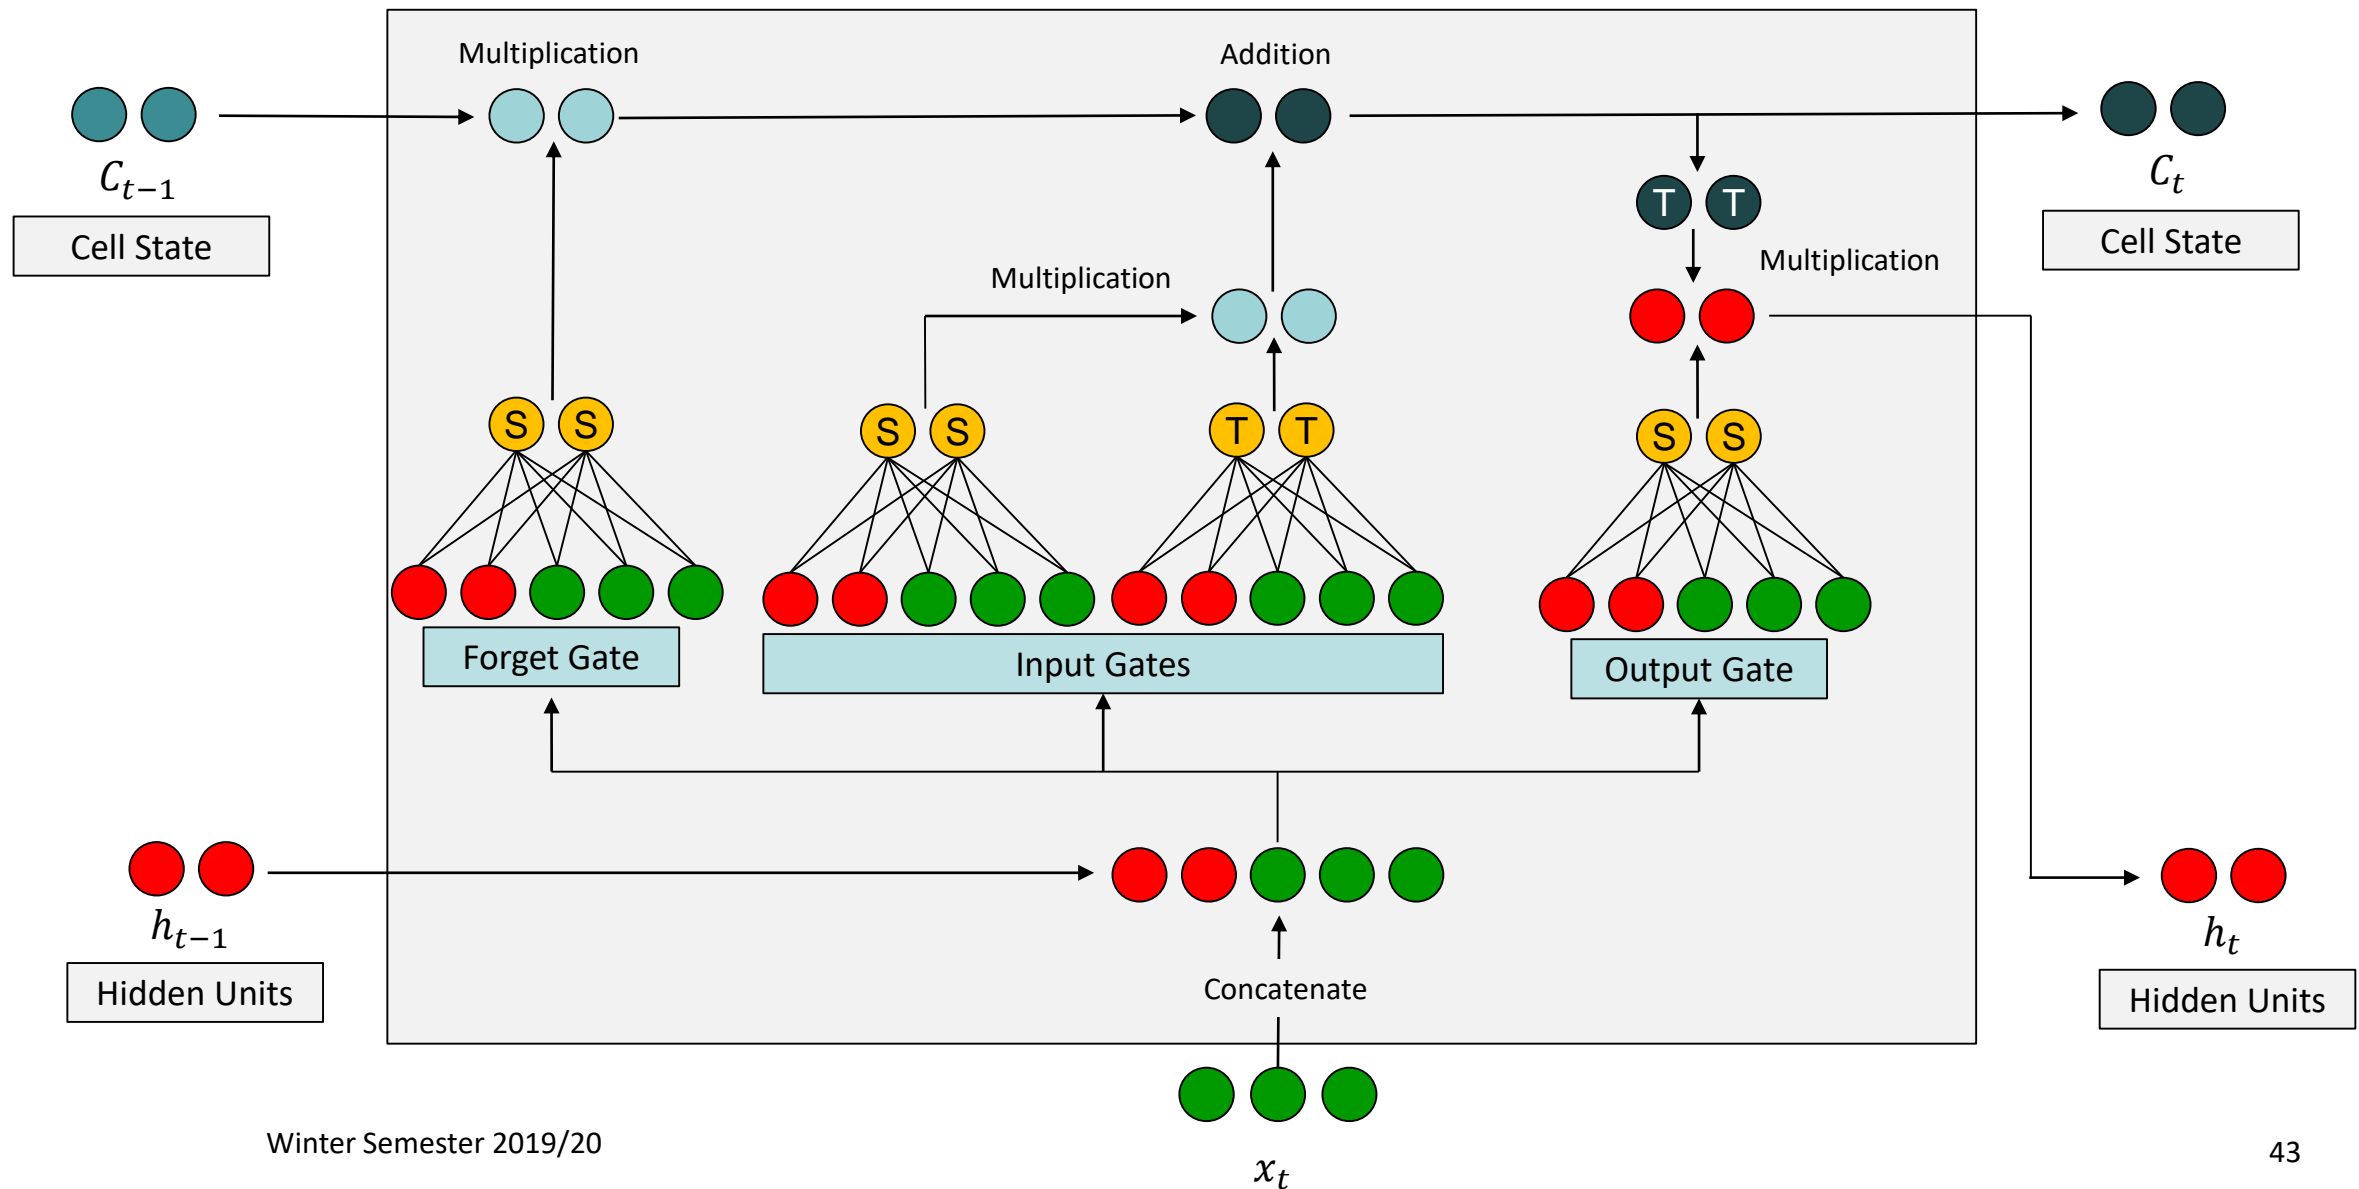 Multiplication
Addition
C_{t−1}
Cell State
C_t
Cell State
T T
Multiplication
Multiplication
S S
S S
T T
S S
Forget Gate
Input Gates
Output Gate
h_{t−1}
Hidden Units
h_t
Hidden Units
Concatenate
Winter Semester 2019/20
x_t
43